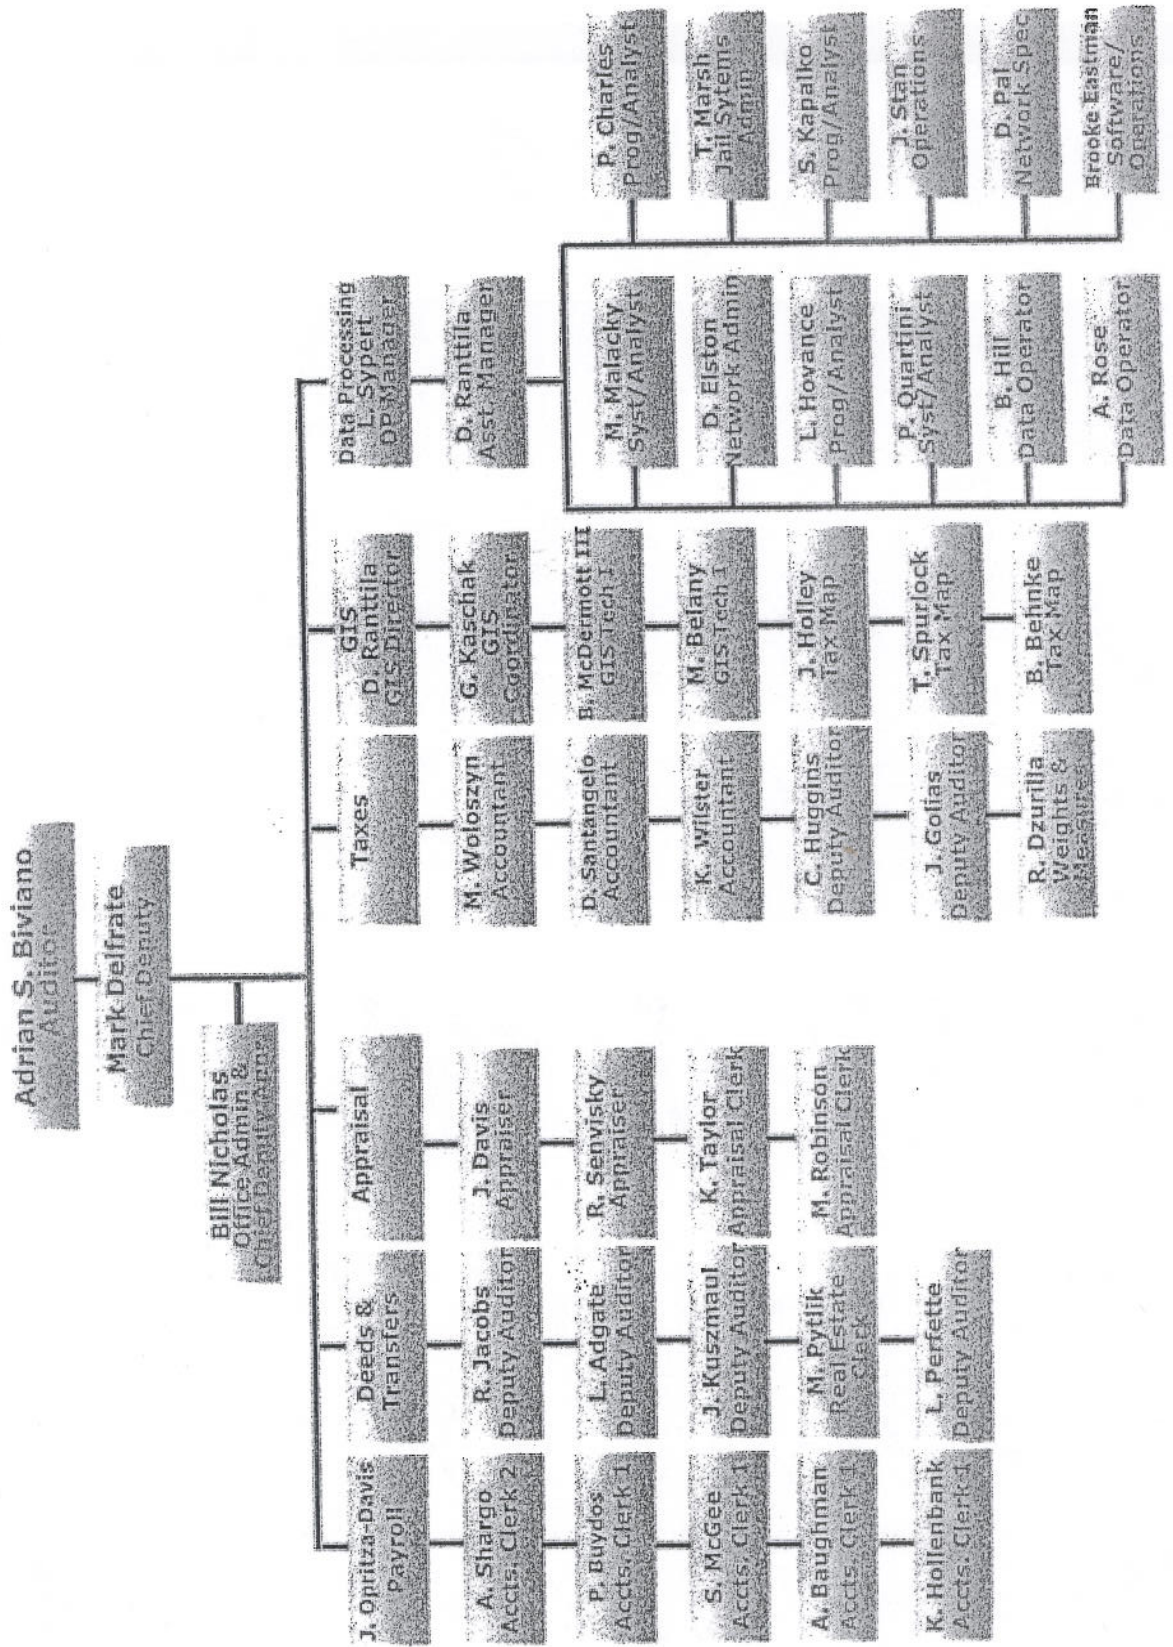 Adrian S. Biviano
Auditor
Mark Delfrate
Chief Deputy
Bill Nicholas
Office Admin &
Chief Deputy Appr.
J. Opritza-Davis
Payroll
A. Shargo
Accts. Clerk 2
P. Buydos
Accts. Clerk 1
S. McGee
Accts. Clerk 1
A. Baughman
Accts. Clerk 1
K. Hollenbank
Accts. Clerk 1
Deeds &
Transfers
R. Jacobs
Deputy Auditor
L. Adgate
Deputy Auditor
J. Kuszmaul
Deputy Auditor
M. Pytlik
Real Estate
Clerk
L. Perfette
Deputy Auditor
Appraisal
J. Davis
Appraiser
R. Senvisky
Appraiser
K. Taylor
Appraisal Clerk
M. Robinson
Appraisal Clerk
Taxes
M. Woloszyn
Accountant
D. Santangelo
Accountant
K. Wilster
Accountant
C. Huggins
Deputy Auditor
J. Golias
Deputy Auditor
R. Dzurilla
Weights &
Measures
GIS
D. Ranttila
GIS Director
G. Kaschak
GIS
Coordinator
B. McDermott III
GIS Tech I
M. Belany
GIS Tech I
J. Holley
Tax Map
T. Spurlock
Tax Map
B. Behnke
Tax Map
Data Processing
L. Sypert
DP Manager
D. Ranttila
Asst. Manager
M. Malacky
Syst/Analyst
D. Elston
Network Admin
L. Hovance
Prog/Analyst
P. Quartini
Syst/Analyst
B. Hill
Data Operator
A. Rose
Data Operator
P. Charles
Prog/Analyst
T. Marsh
Jail Sytems
Admin
S. Kapalko
Prog/Analyst
J. Stan
Operations
D. Pal
Network Spec
Brooke Eastman
Software/
Operations